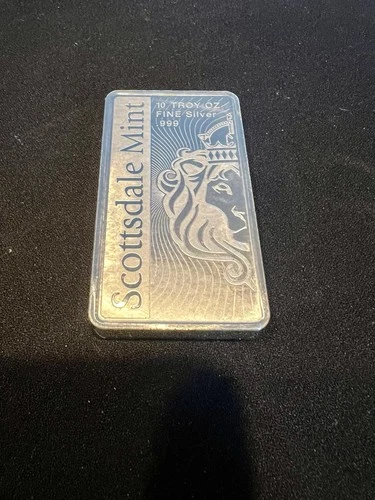 10 TROY OZ
FINE Silver
.999
Scottsdale Mint